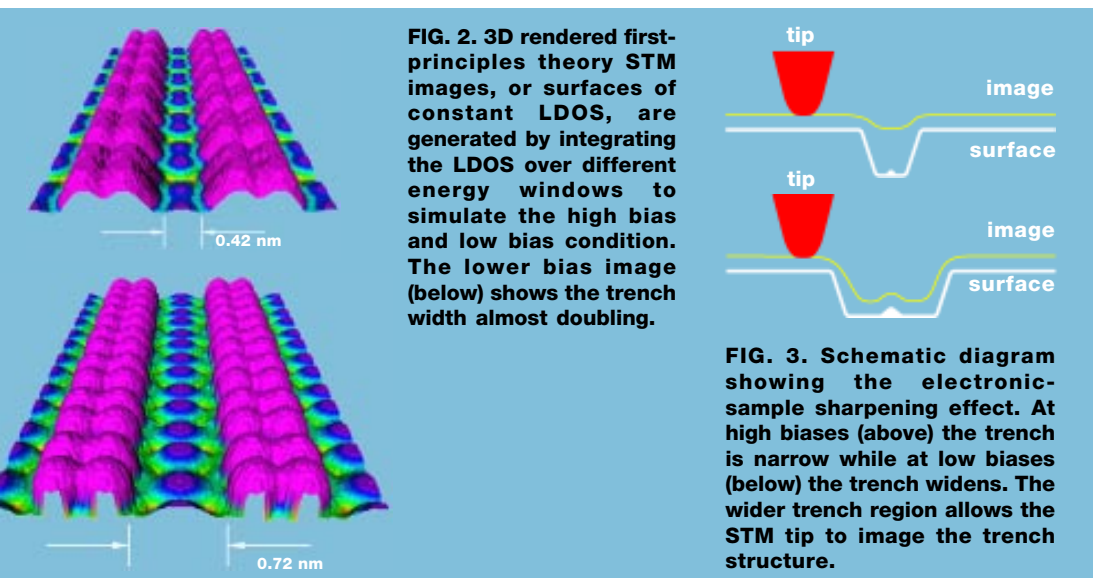 0.42 nm
0.72 nm
FIG. 2. 3D rendered first-
principles theory STM
images, or surfaces of
constant LDOS, are
generated by integrating
the LDOS over different
energy windows to
simulate the high bias
and low bias condition.
The lower bias image
(below) shows the trench
width almost doubling.
tip
image
surface
tip
image
surface
FIG. 3. Schematic diagram
showing the electronic-
sample sharpening effect. At
high biases (above) the trench
is narrow while at low biases
(below) the trench widens. The
wider trench region allows the
STM tip to image the trench
structure.